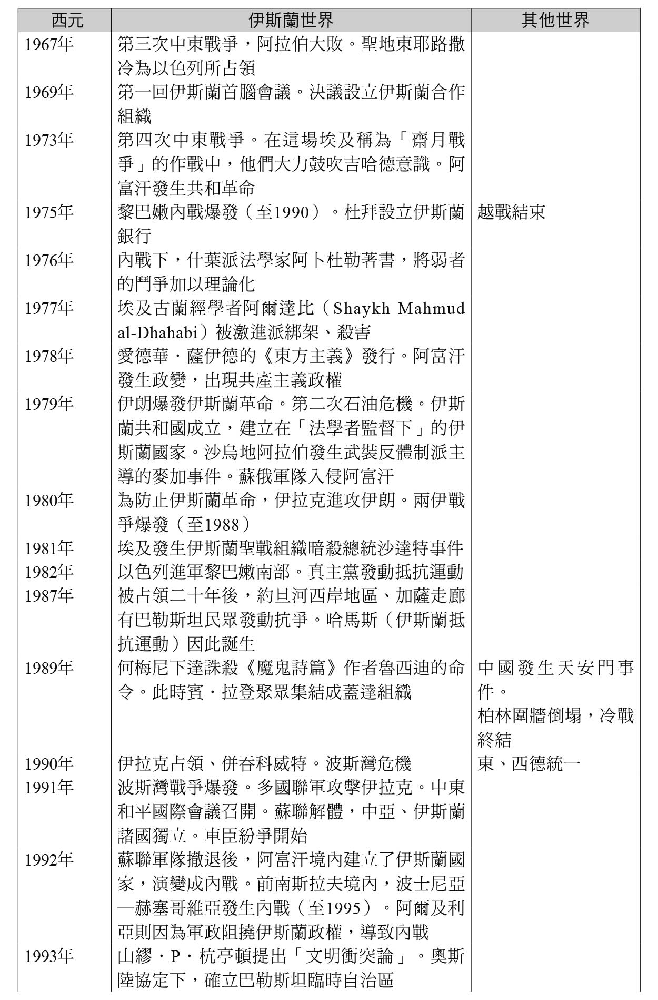 西元 伊斯蘭世界 其他世界
1967年 第三次中東戰爭，阿拉伯大敗。聖地東耶路撒
冷為以色列所占領
1969年 第一回伊斯蘭首腦會議。決議設立伊斯蘭合作
組織
1973年 第四次中東戰爭。在這場埃及稱為「齋月戰
爭」的作戰中，他們大力鼓吹吉哈德意識。阿
富汗發生共和革命
1975年 黎巴嫩內戰爆發（至1990）。杜拜設立伊斯蘭 越戰結束
銀行
1976年 內戰下，什葉派法學家阿卜杜勒著書，將弱者
的鬥爭加以理論化
1977年 埃及古蘭經學者阿爾達比（Shaykh Mahmud
al-Dhahabi）被激進派綁架、殺害
1978年 愛德華．薩伊德的《東方主義》發行。阿富汗
發生政變，出現共產主義政權
1979年 伊朗爆發伊斯蘭革命。第二次石油危機。伊斯
蘭共和國成立，建立在「法學者監督下」的伊
斯蘭國家。沙烏地阿拉伯發生武裝反體制派主
導的麥加事件。蘇俄軍隊入侵阿富汗
1980年 為防止伊斯蘭革命，伊拉克進攻伊朗。兩伊戰
爭爆發（至1988）
1981年 埃及發生伊斯蘭聖戰組織暗殺總統沙達特事件
1982年 以色列進軍黎巴嫩南部。真主黨發動抵抗運動
1987年 被占領二十年後，約旦河西岸地區、加薩走廊
有巴勒斯坦民眾發動抗爭。哈馬斯（伊斯蘭抵
抗運動）因此誕生
1989年 何梅尼下達誅殺《魔鬼詩篇》作者魯西迪的命 中國發生天安門事
令。此時賓．拉登聚眾集結成蓋達組織 件。
柏林圍牆倒塌，冷戰
終結
1990年 伊拉克占領、併吞科威特。波斯灣危機 東、西德統一
1991年 波斯灣戰爭爆發。多國聯軍攻擊伊拉克。中東
和平國際會議召開。蘇聯解體，中亞、伊斯蘭
諸國獨立。車臣紛爭開始
1992年 蘇聯軍隊撤退後，阿富汗境內建立了伊斯蘭國
家，演變成內戰。前南斯拉夫境內，波士尼亞
—赫塞哥維亞發生內戰（至1995）。阿爾及利
亞則因為軍政阻撓伊斯蘭政權，導致內戰
1993年 山繆．P．杭亭頓提出「文明衝突論」。奧斯
陸協定下，確立巴勒斯坦臨時自治區